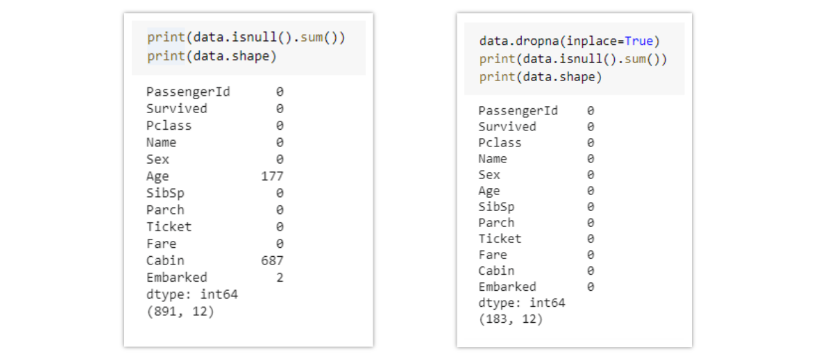 print(data.isnull().sum())
print(data.shape)
PassengerId 0
Survived 0
Pclass 0
Name 0
Sex 0
Age 177
SibSp 0
Parch 0
Ticket 0
Fare 0
Cabin 687
Embarked 2
dtype: int64
(891, 12)
data.dropna(inplace=True)
print(data.isnull().sum())
print(data.shape)
PassengerId 0
Survived 0
Pclass 0
Name 0
Sex 0
Age 0
SibSp 0
Parch 0
Ticket 0
Fare 0
Cabin 0
Embarked 0
dtype: int64
(183, 12)